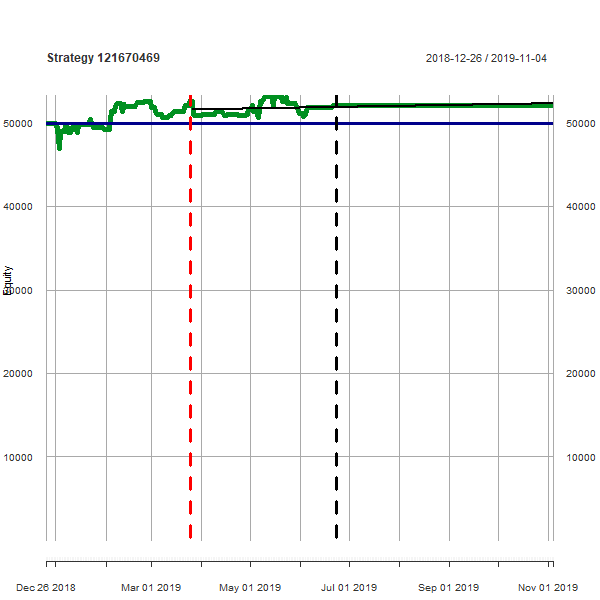 Strategy 121670469
2018-12-26 / 2019-11-04
50000
50000
40000
40000
Equity
30000
30000
20000
20000
10000
10000
Dec 26 2018
Mar 01 2019
May 01 2019
Jul 01 2019
Sep 01 2019
Nov 01 2019